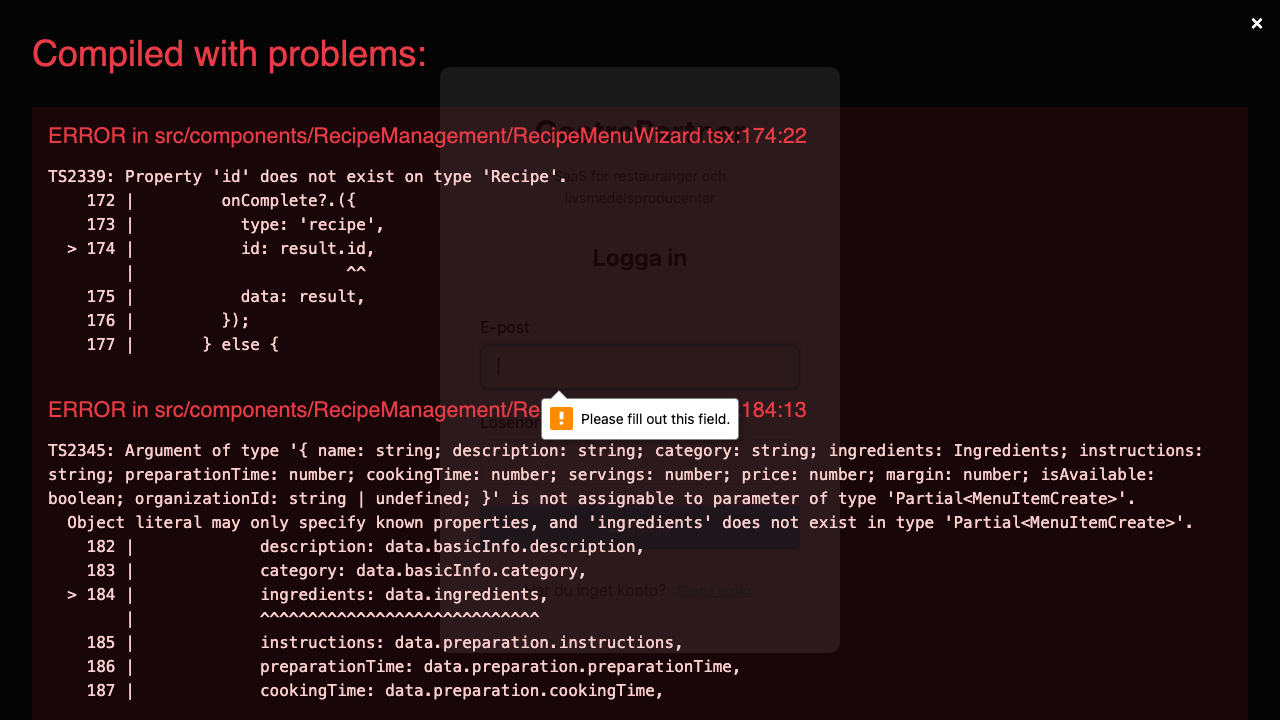 Compiled with problems:
×
ERROR in src/components/RecipeManagement/RecipeMenuWizard.tsx:174:22
GastroPartner
TS2339: Property 'id' does not exist on type 'Recipe'.
SaaS för restauranger och
livsmedelsproducenter
172 | onComplete?.({
173 | type: 'recipe',
> 174 | id: result.id,
| ^^
175 | data: result,
176 | });
177 | } else {
Logga in
E-post
ERROR in src/components/RecipeManagement/Re
184:13
Please fill out this field.
TS2345: Argument of type '{ name: string; description: string; category: string; ingredients: Ingredients; instructions:
string; preparationTime: number; cookingTime: number; servings: number; price: number; margin: number; isAvailable:
boolean; organizationId: string | undefined; }' is not assignable to parameter of type 'Partial<MenuItemCreate>'.
Object literal may only specify known properties, and 'ingredients' does not exist in type 'Partial<MenuItemCreate>'.
182 | description: data.basicInfo.description,
183 | category: data.basicInfo.category,
> 184 | ingredients: data.ingredients,
| ^^^^^^^^^^^^^^^^^^^^^^^^^^^^^
185 | instructions: data.preparation.instructions,
186 | preparationTime: data.preparation.preparationTime,
187 | cookingTime: data.preparation.cookingTime,
Har du inget konto?